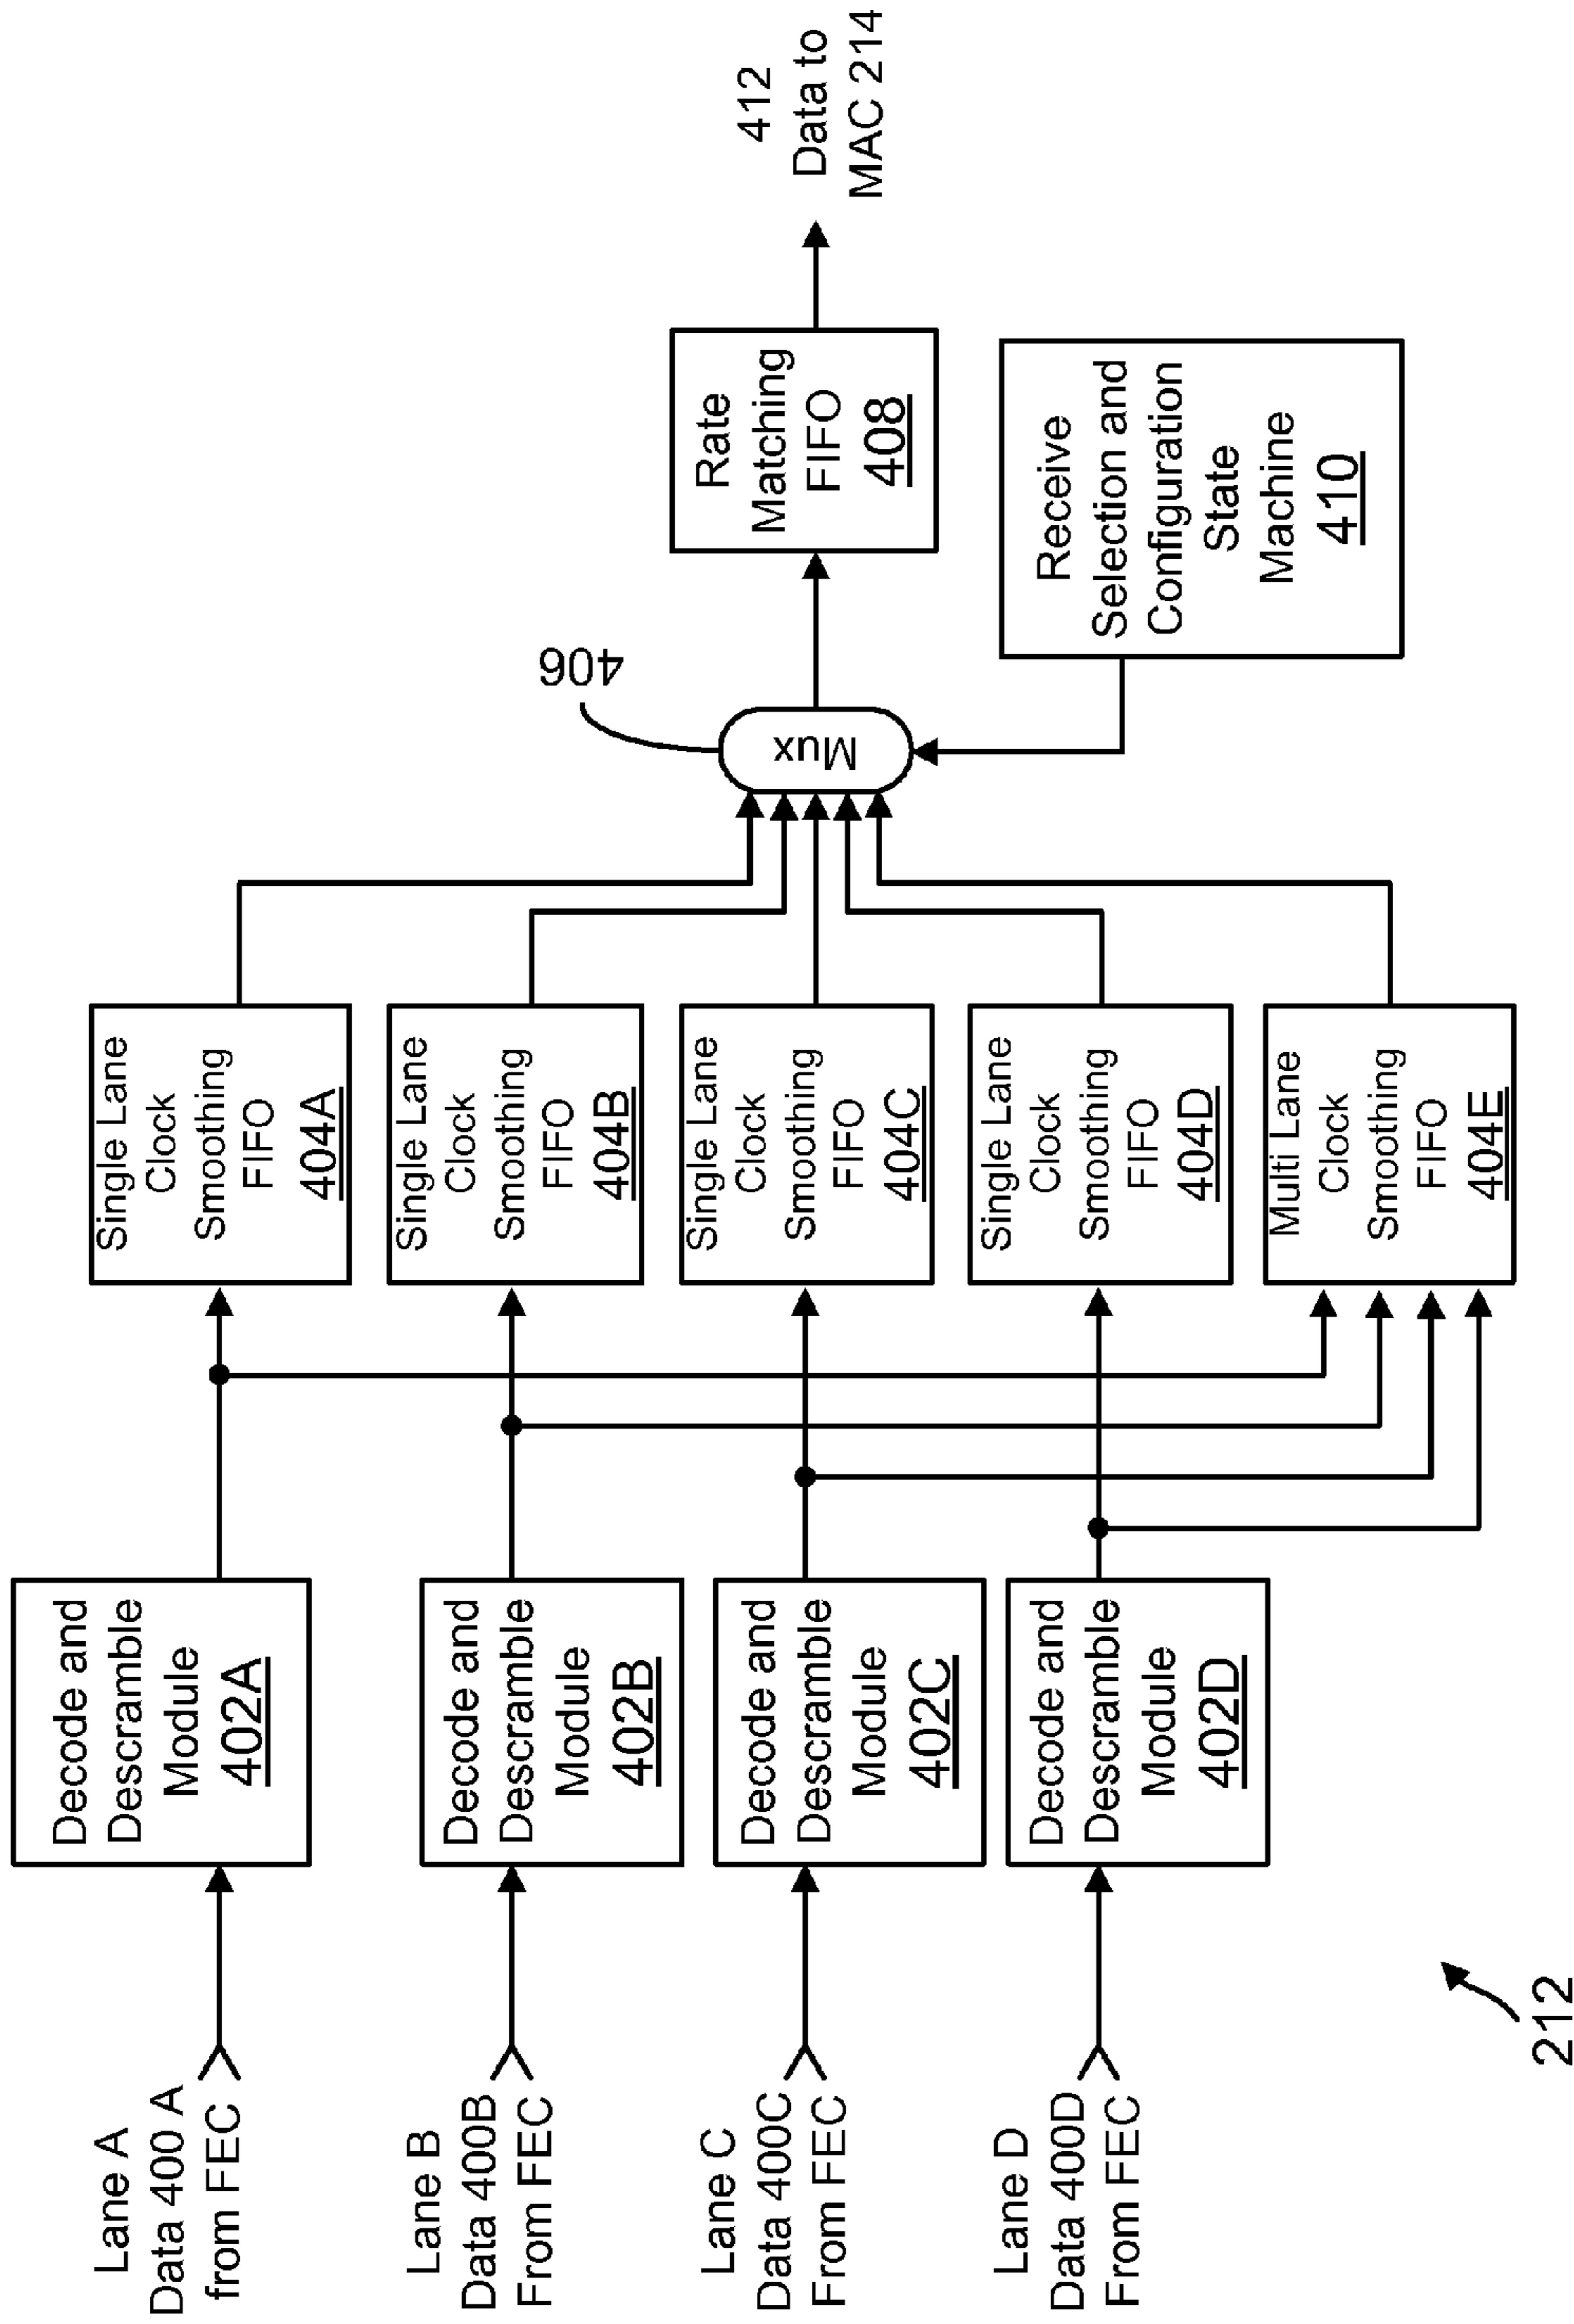 Lane A
Data 400 A
from FEC
Lane B
Data 400B
From FEC
Lane C
Data 400C
From FEC
Lane D
Data 400D
From FEC
Decode and
Descramble
Module
402A
Decode and
Descramble
Module
402B
Decode and
Descramble
Module
402C
Decode and
Descramble
Module
402D
Single Lane
Clock
Smoothing
FIFO
404A
Single Lane
Clock
Smoothing
FIFO
404B
Single Lane
Clock
Smoothing
FIFO
404C
Single Lane
Clock
Smoothing
FIFO
404D
Multi Lane
Clock
Smoothing
FIFO
404E
406
Mux
Rate
Matching
FIFO
408
Receive
Selection and
Configuration
State
Machine
410
412
Data to
MAC 214
212